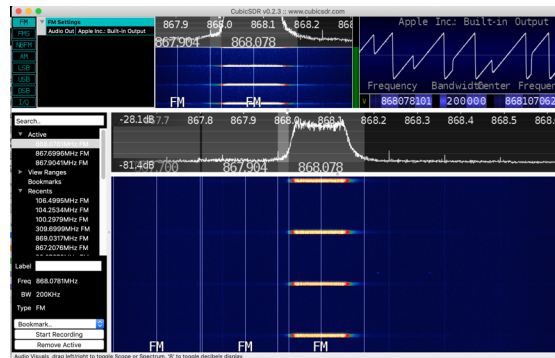 CubicSDR v0.2.3 :: www.cubicsdr.com
FM
FMS
NBFM
AM
LSB
USB
DSB
I/Q
FM Settings
Audio Out Apple Inc.: Built-in Output
867.9 868.0 868.1 868.2
867.904 868.078
FM FM
Apple Inc.: Built-in Output
Frequency Bandwidth Center Frequen
V 868078101 200000 868107062
Search..
Active
868.0781MHz FM
867.6996MHz FM
867.9041MHz FM
View Ranges
Bookmarks
Recents
106.4995MHz FM
104.2534MHz FM
100.2979MHz FM
309.6999MHz FM
869.0317MHz FM
867.2076MHz FM
Label
Freq 868.0781MHz
BW 200KHz
Type FM
Bookmark..
Start Recording
Remove Active
-28.1dB 867.8 867.9 868.0 868.1 868.2 868.3 868.4 868.5
-81.4dB 867.904 868.078
FM FM FM
Audio Visuals, drag left/right to toggle Scope or Spectrum, 'B' to toggle decibels display.